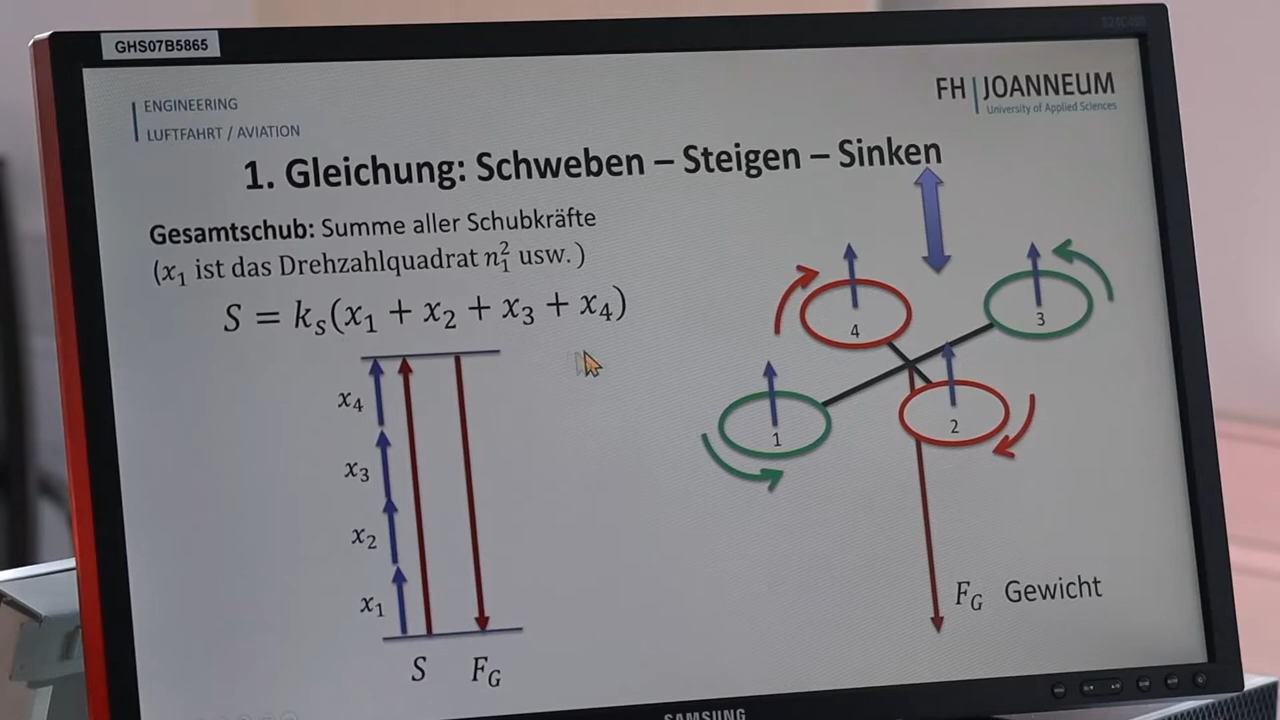 GHS07B5865
ENGINEERING
LUFTFAHRT / AVIATION
FH | JOANNEUM
University of Applied Sciences
1. Gleichung: Schweben – Steigen – Sinken
Gesamtschub: Summe aller Schubkräfte
(x₁ ist das Drehzahlquadrat n₁² usw.)
S = kₛ(x₁ + x₂ + x₃ + x₄)
x₄
x₃
x₂
x₁
S F_G
4
3
1
2
F_G Gewicht
SAMSUNG